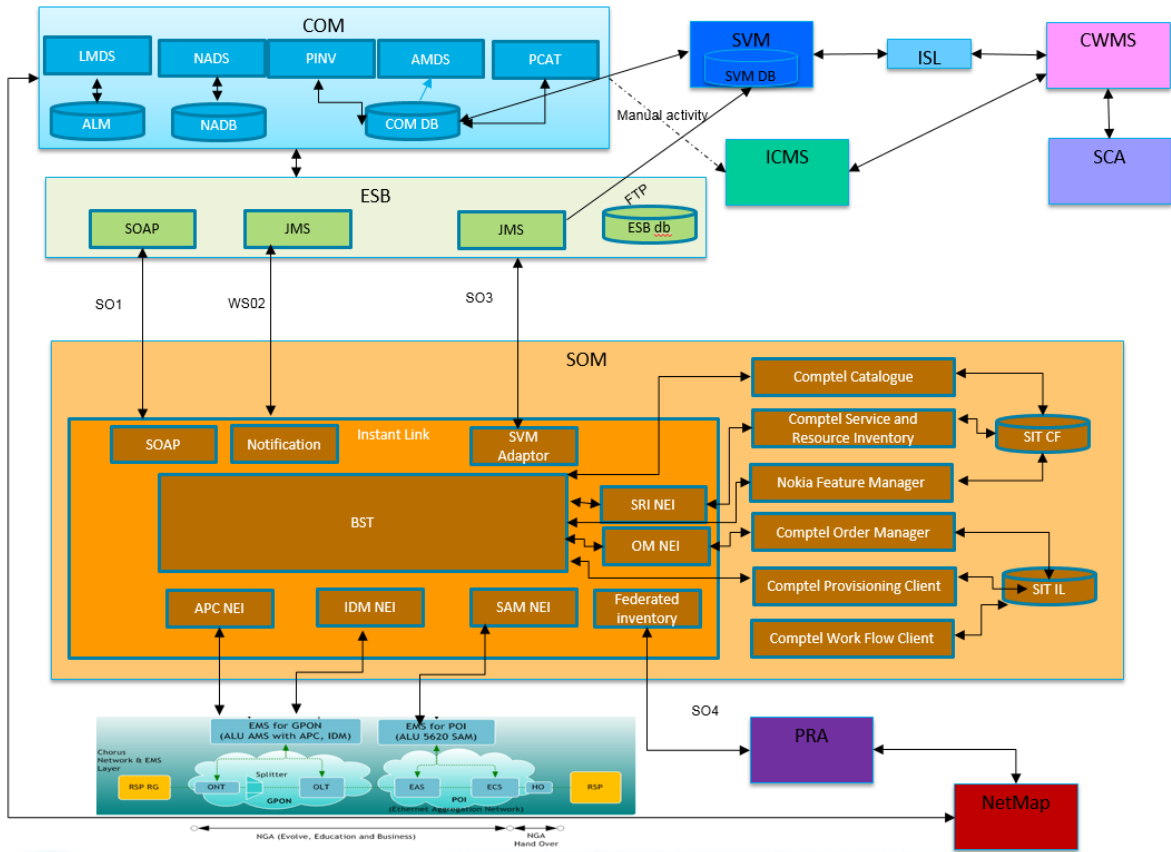 COM
LMDS
NADS
PINV
AMDS
PCAT
ALM
NADB
COM DB
SVM
SVM DB
ISL
CWMS
Manual activity
ICMS
SCA
ESB
SOAP
JMS
JMS
FTP
ESB db
SO1
WS02
SO3
SOM
Instant Link
SOAP
Notification
SVM
Adaptor
BST
SRI NEI
OM NEI
APC NEI
IDM NEI
SAM NEI
Federated
inventory
Comptel Catalogue
Comptel Service and
Resource Inventory
Nokia Feature Manager
Comptel Order Manager
Comptel Provisioning Client
Comptel Work Flow Client
SIT CF
SIT IL
EMS for GPON
(ALU AMS with APC, IDM)
EMS for POI
(ALU 5620 SAM)
Chorus
Network & EMS
Layer
RSP RG
ONT
Splitter
OLT
GPON
EAS
ECS
POI
(Ethernet Aggregation Network)
HO
RSP
NGA (Evolve, Education and Business)
NGA
Hand Over
SO4
PRA
NetMap